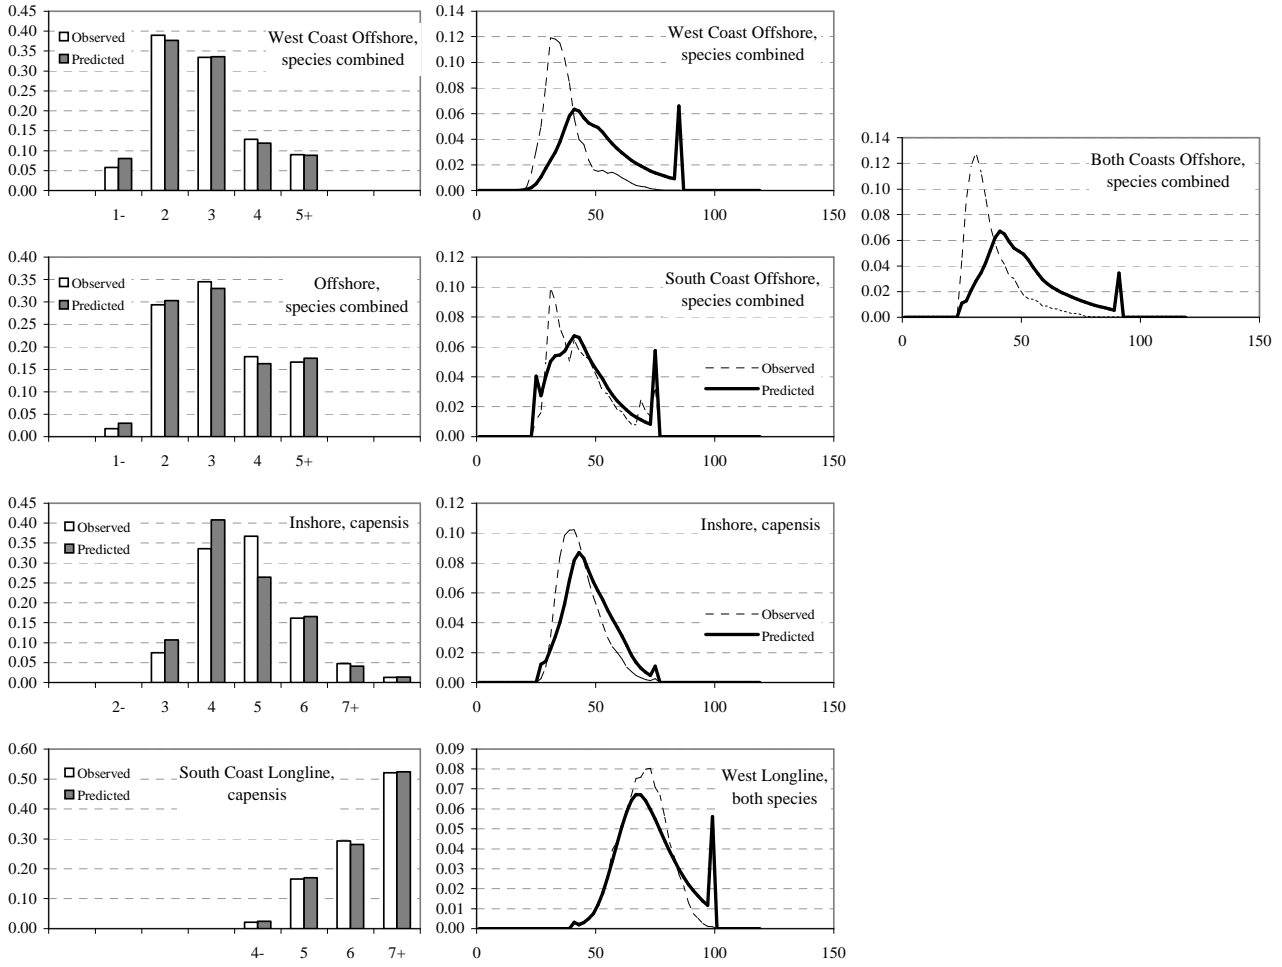 0.45
0.40
0.35
0.30
0.25
0.20
0.15
0.10
0.05
0.00
Observed
Predicted
West Coast Offshore,
species combined
1- 2 3 4 5+
0.14
0.12
0.10
0.08
0.06
0.04
0.02
0.00
West Coast Offshore,
species combined
0 50 100 150
0.14
0.12
0.10
0.08
0.06
0.04
0.02
0.00
Both Coasts Offshore,
species combined
0 50 100 150
0.40
0.35
0.30
0.25
0.20
0.15
0.10
0.05
0.00
Observed
Predicted
Offshore,
species combined
1- 2 3 4 5+
0.12
0.10
0.08
0.06
0.04
0.02
0.00
South Coast Offshore,
species combined
Observed
Predicted
0 50 100 150
0.45
0.40
0.35
0.30
0.25
0.20
0.15
0.10
0.05
0.00
Observed
Predicted
Inshore, capensis
2- 3 4 5 6 7+
0.12
0.10
0.08
0.06
0.04
0.02
0.00
Inshore, capensis
Observed
Predicted
0 50 100 150
0.60
0.50
0.40
0.30
0.20
0.10
0.00
Observed
Predicted
South Coast Longline,
capensis
4- 5 6 7+
0.09
0.08
0.07
0.06
0.05
0.04
0.03
0.02
0.01
0.00
West Longline,
both species
0 50 100 150